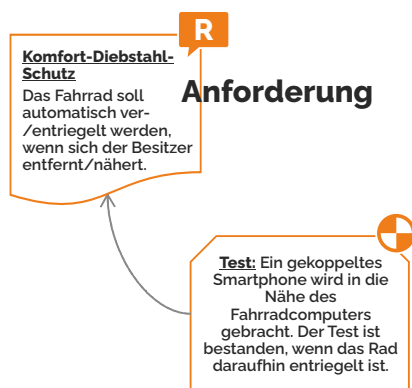 R
Komfort-Diebstahl-
Schutz
Das Fahrrad soll
automatisch ver-
/entriegelt werden,
wenn sich der Besitzer
entfernt/nähert.
Anforderung
Test: Ein gekoppeltes
Smartphone wird in die
Nähe des
Fahrradcomputers
gebracht. Der Test ist
bestanden, wenn das Rad
daraufhin entriegelt ist.